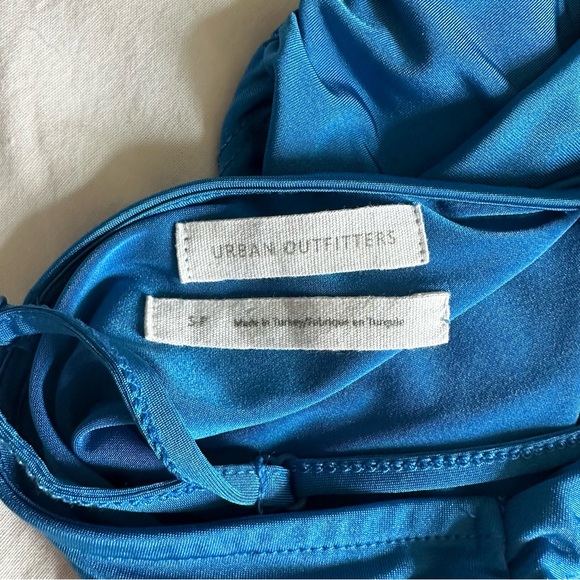 URBAN OUTFITTERS
S-P Made in Turkey/Fabriqué en Turquie